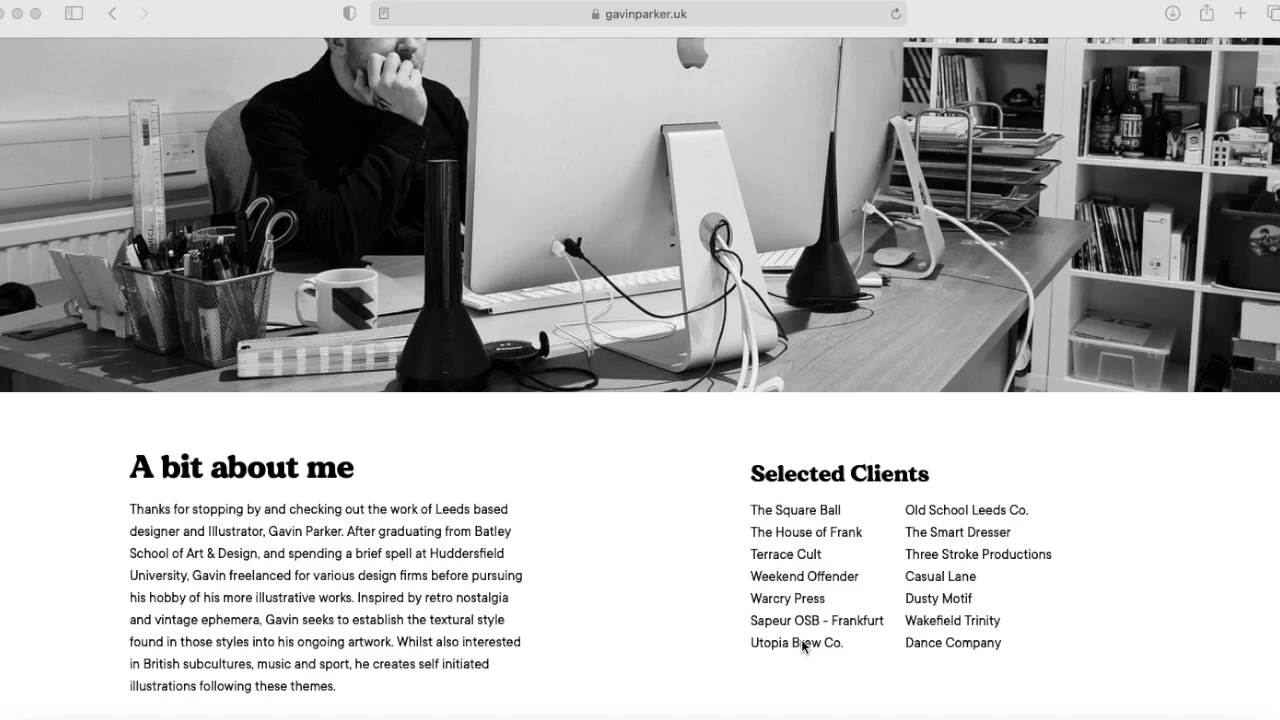 gavinparker.uk
A bit about me
Thanks for stopping by and checking out the work of Leeds based
designer and Illustrator, Gavin Parker. After graduating from Batley
School of Art & Design, and spending a brief spell at Huddersfield
University, Gavin freelanced for various design firms before pursuing
his hobby of his more illustrative works. Inspired by retro nostalgia
and vintage ephemera, Gavin seeks to establish the textural style
found in those styles into his ongoing artwork. Whilst also interested
in British subcultures, music and sport, he creates self initiated
illustrations following these themes.
Selected Clients
The Square Ball
The House of Frank
Terrace Cult
Weekend Offender
Warcry Press
Sapeur OSB - Frankfurt
Utopia Brew Co.
Old School Leeds Co.
The Smart Dresser
Three Stroke Productions
Casual Lane
Dusty Motif
Wakefield Trinity
Dance Company